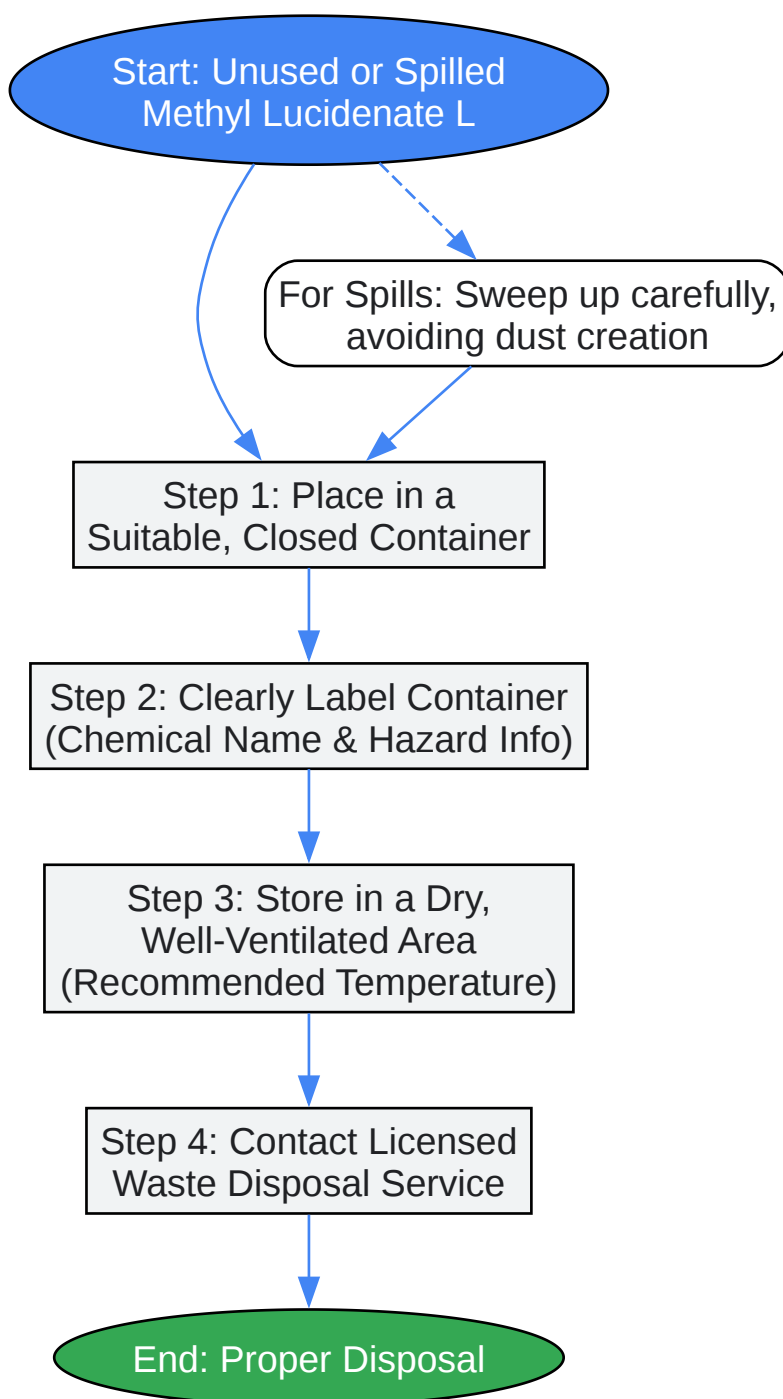 Start: Unused or Spilled
Methyl Lucidenate L
For Spills: Sweep up carefully,
avoiding dust creation
Step 1: Place in a
Suitable, Closed Container
Step 2: Clearly Label Container
(Chemical Name & Hazard Info)
Step 3: Store in a Dry,
Well-Ventilated Area
(Recommended Temperature)
Step 4: Contact Licensed
Waste Disposal Service
End: Proper Disposal